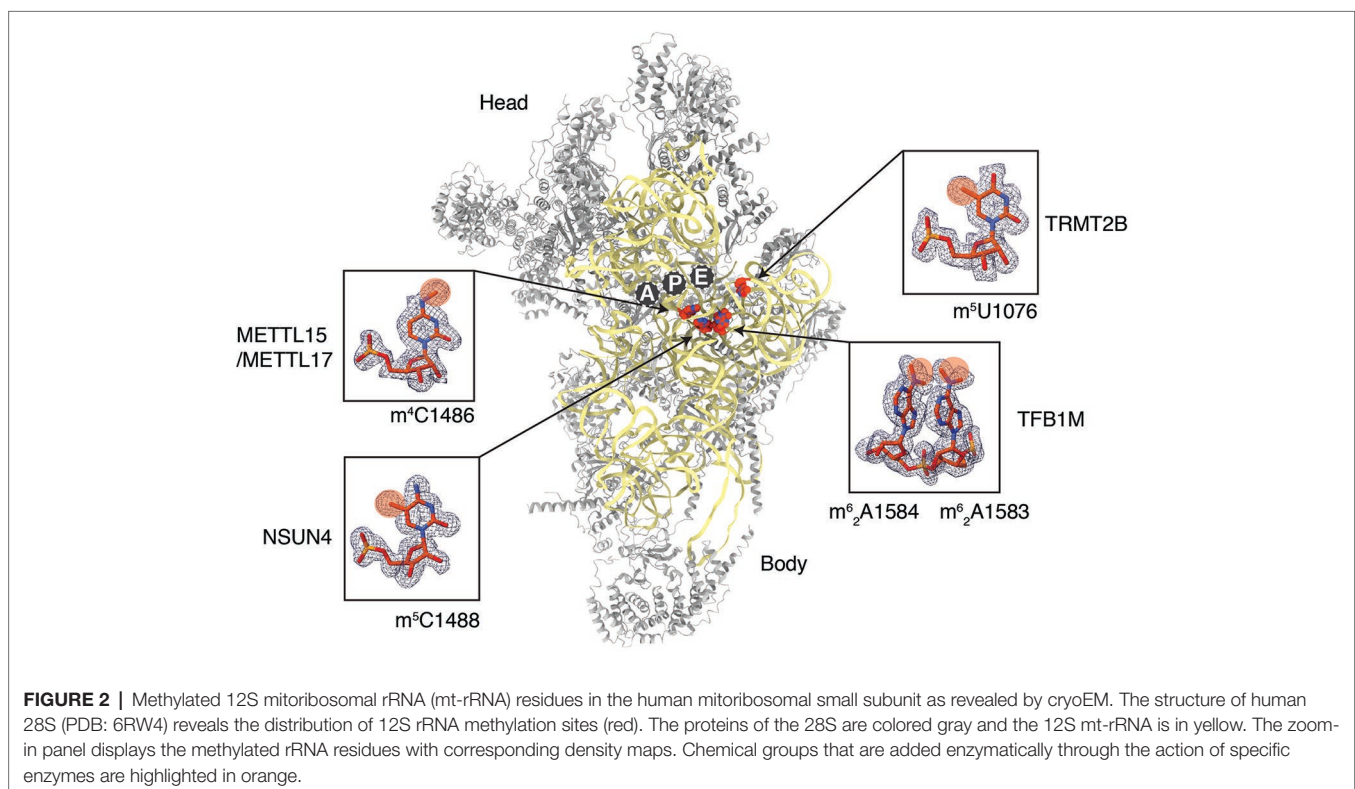 Head
TRMT2B
m⁵U1076
A P E
METTL15
/METTL17
m⁴C1486
TFB1M
m⁶₂A1584 m⁶₂A1583
NSUN4
m⁵C1488
Body
FIGURE 2 | Methylated 12S mitoribosomal rRNA (mt-rRNA) residues in the human mitoribosomal small subunit as revealed by cryoEM. The structure of human
28S (PDB: 6RW4) reveals the distribution of 12S rRNA methylation sites (red). The proteins of the 28S are colored gray and the 12S mt-rRNA is in yellow. The zoom-
in panel displays the methylated rRNA residues with corresponding density maps. Chemical groups that are added enzymatically through the action of specific
enzymes are highlighted in orange.